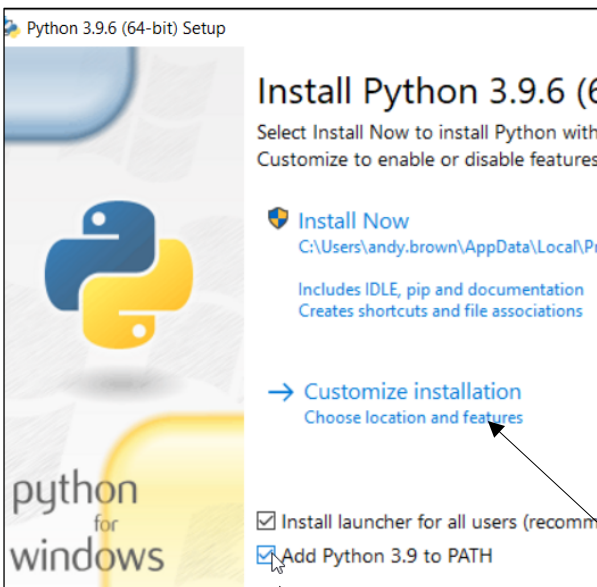 Python 3.9.6 (64-bit) Setup
Install Python 3.9.6 (
Select Install Now to install Python with
Customize to enable or disable features
Install Now
C:\Users\andy.brown\AppData\Local\P
Includes IDLE, pip and documentation
Creates shortcuts and file associations
→ Customize installation
Choose location and features
python
for
windows
Install launcher for all users (recomm
Add Python 3.9 to PATH